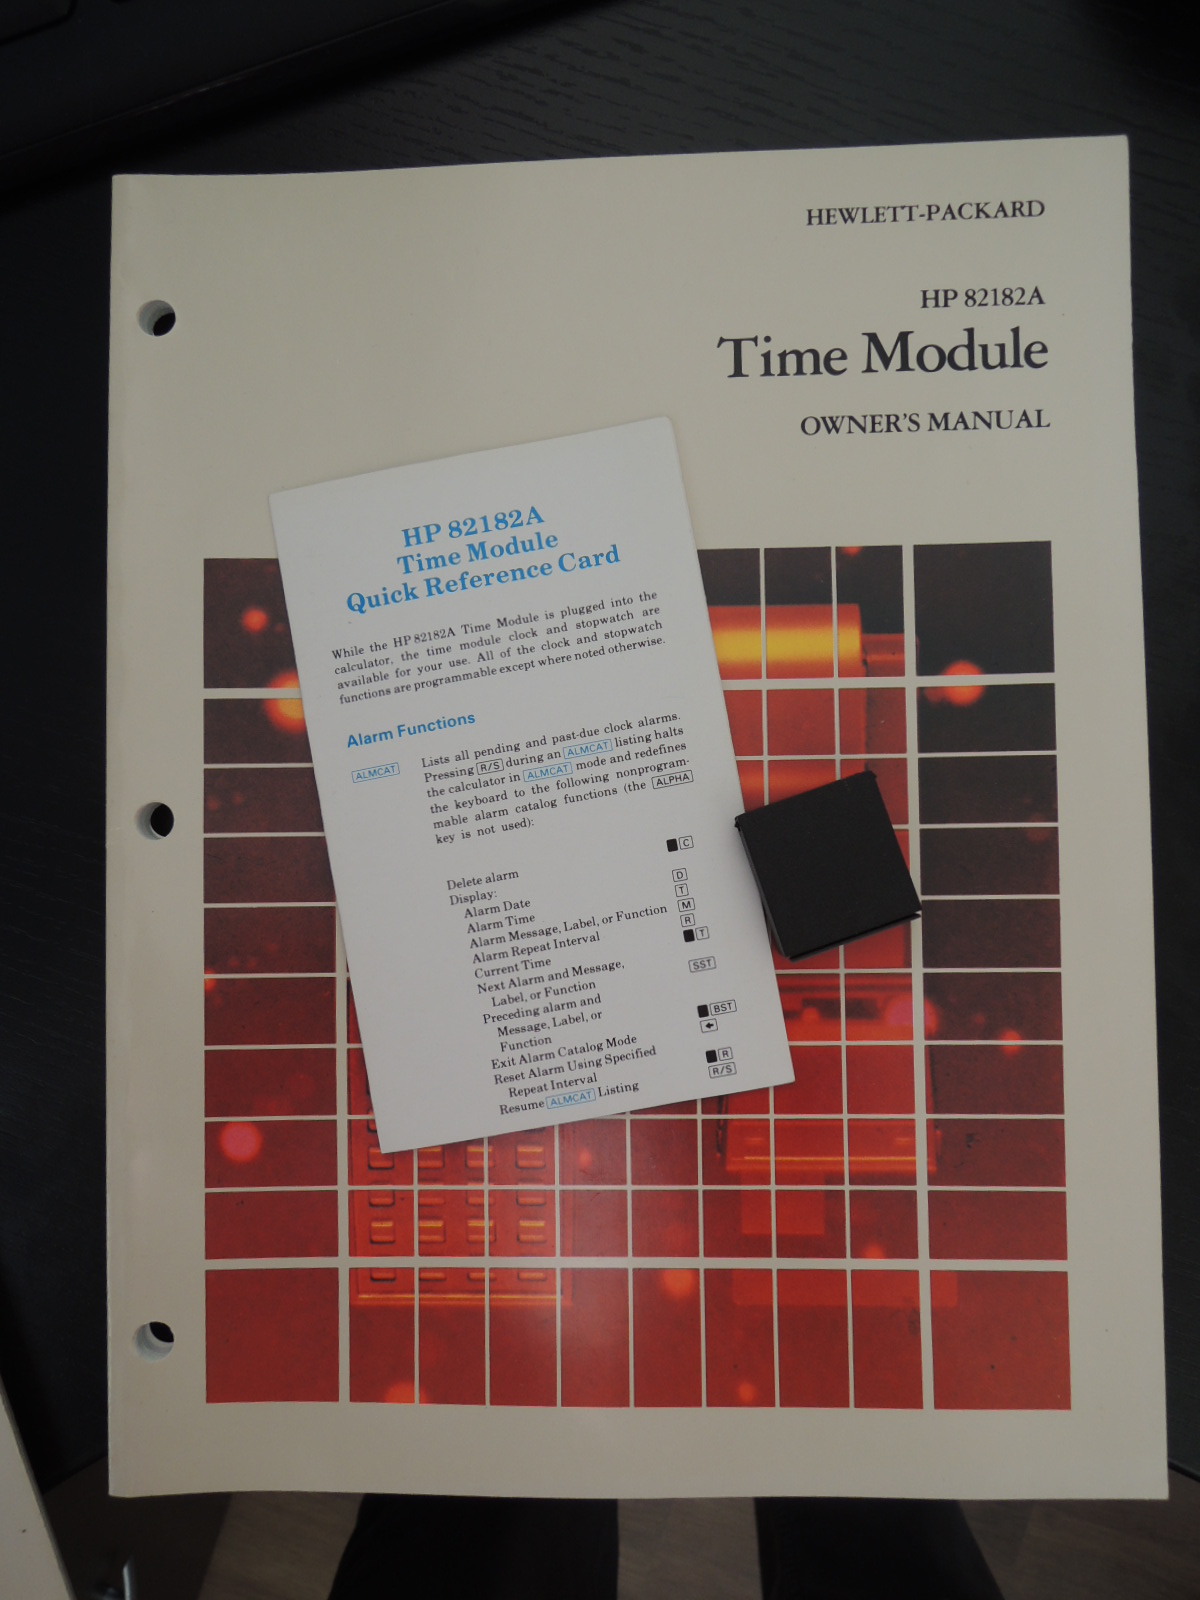 HEWLETT-PACKARD
HP 82182A
Time Module
OWNER'S MANUAL
HP 82182A
Time Module
Quick Reference Card
While the HP 82182A Time Module is plugged into the
calculator, the time module clock and stopwatch are
available for your use. All of the clock and stopwatch
functions are programmable except where noted otherwise.
Alarm Functions
ALMCAT Lists all pending and past-due clock alarms.
Pressing R/S during an ALMCAT listing halts
the calculator in ALMCAT mode and redefines
the keyboard to the following nonprogram-
mable alarm catalog functions (the ALPHA
key is not used):
Delete alarm C
Display:
Alarm Date D
Alarm Time T
Alarm Message, Label, or Function M
Alarm Repeat Interval R
Current Time T
Next Alarm and Message,
Label, or Function SST
Preceding alarm and
Message, Label, or
Function BST
Exit Alarm Catalog Mode ←
Reset Alarm Using Specified
Repeat Interval R
Resume ALMCAT Listing R/S